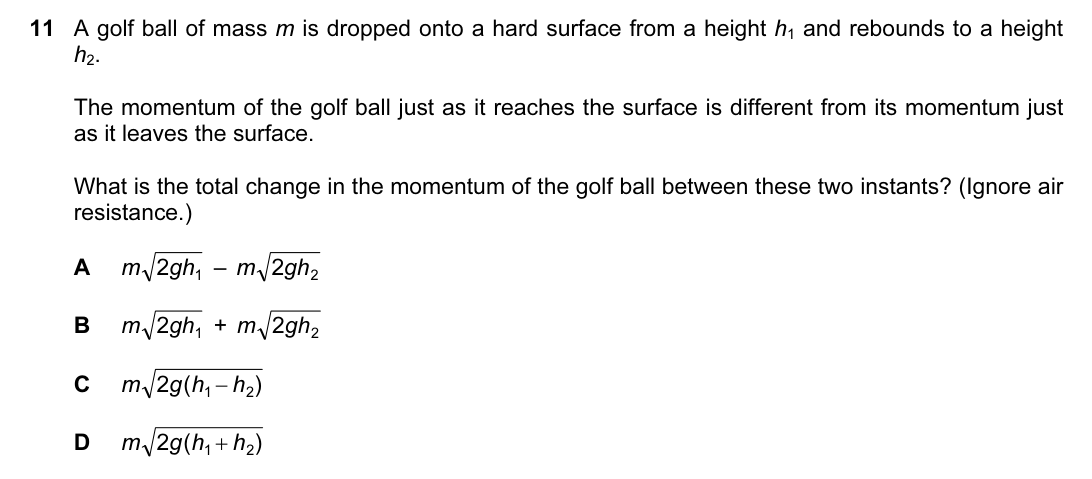 11 A golf ball of mass m is dropped onto a hard surface from a height h₁ and rebounds to a height
h₂.
The momentum of the golf ball just as it reaches the surface is different from its momentum just
as it leaves the surface.
What is the total change in the momentum of the golf ball between these two instants? (Ignore air
resistance.)
A m√(2gh₁) – m√(2gh₂)
B m√(2gh₁) + m√(2gh₂)
C m√(2g(h₁ – h₂))
D m√(2g(h₁ + h₂))